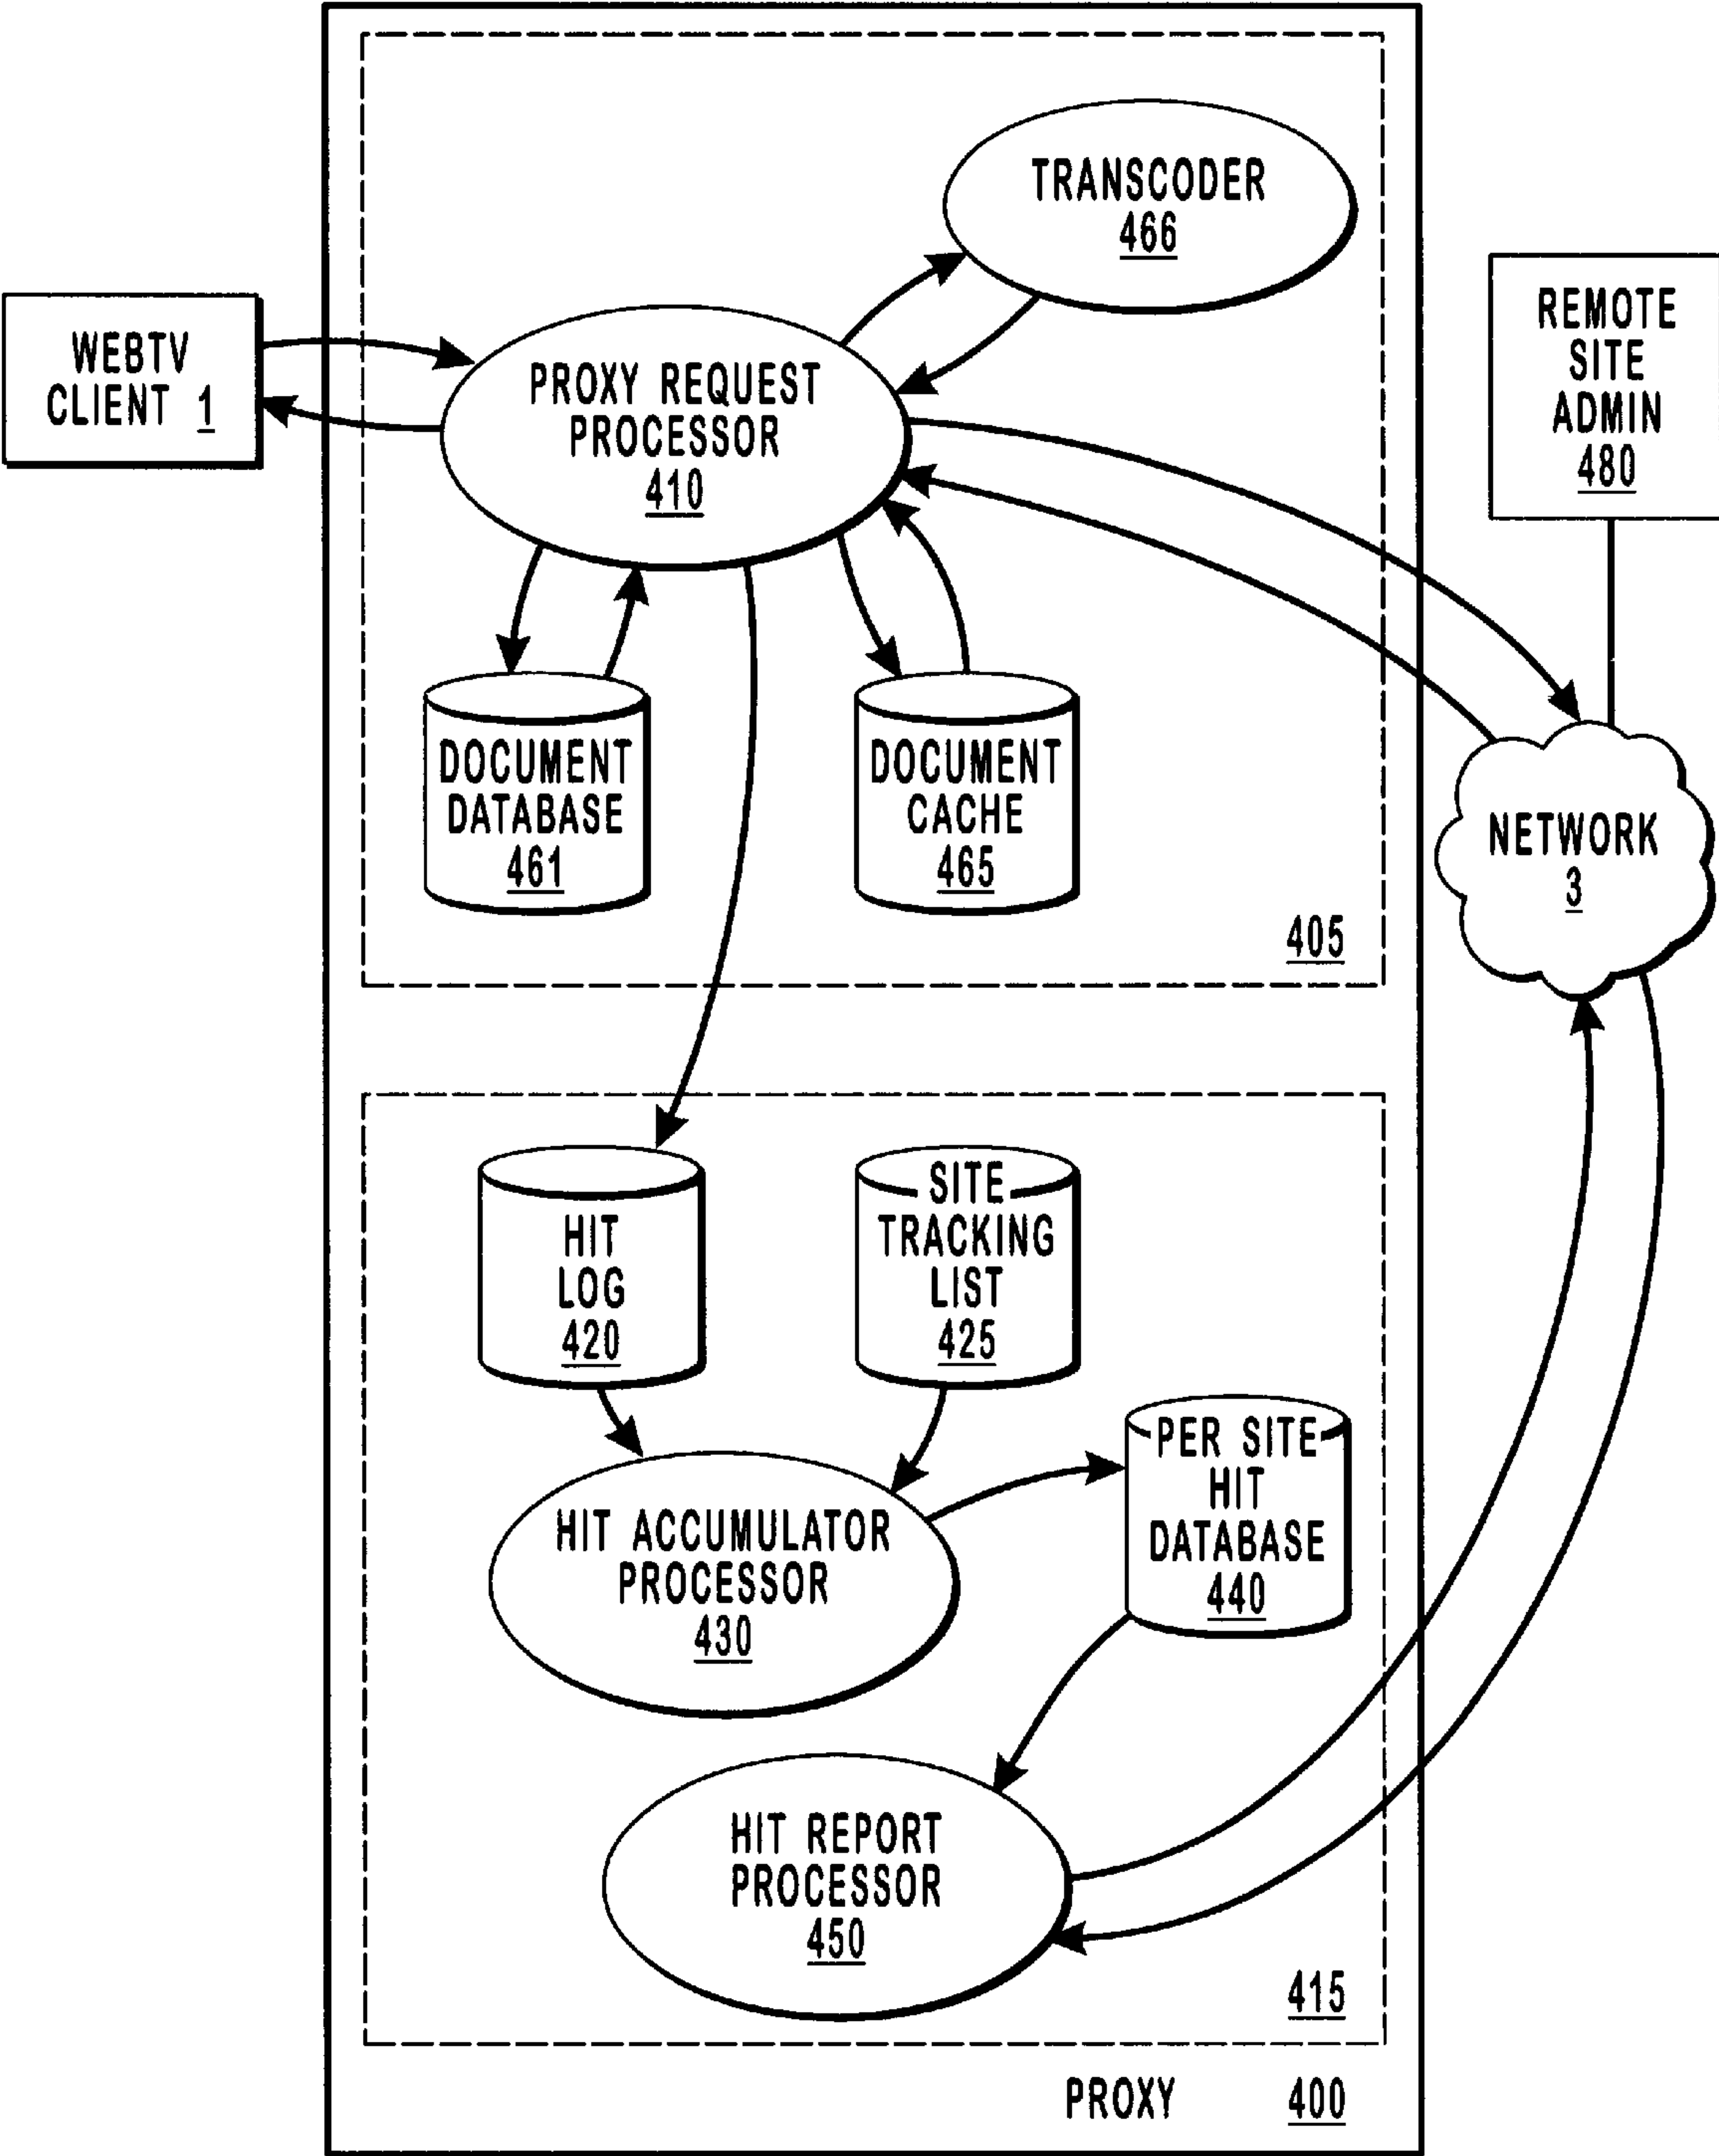 TRANSCODER
466
WEBTV
CLIENT 1
PROXY REQUEST
PROCESSOR
410
REMOTE
SITE
ADMIN
480
DOCUMENT
DATABASE
461
DOCUMENT
CACHE
465
NETWORK
3
405
HIT
LOG
420
SITE
TRACKING
LIST
425
PER SITE
HIT
DATABASE
440
HIT ACCUMULATOR
PROCESSOR
430
HIT REPORT
PROCESSOR
450
415
PROXY 400